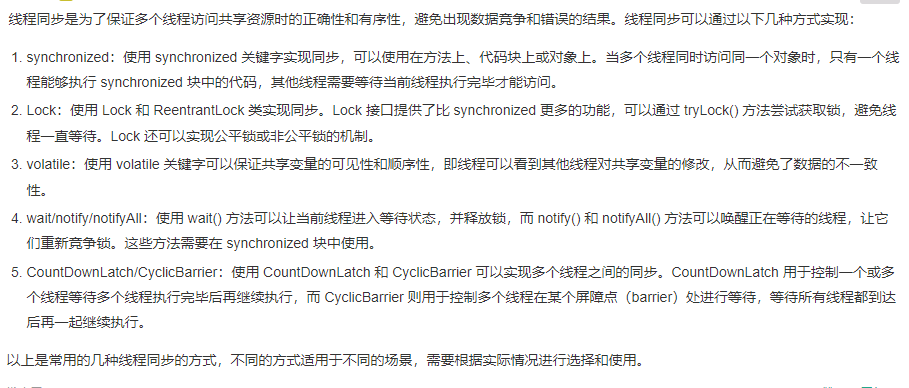 线程同步是为了保证多个线程访问共享资源时的正确性和有序性，避免出现数据竞争和错误的结果。线程同步可以通过以下几种方式实现：
1. synchronized：使用 synchronized 关键字实现同步，可以使用在方法上、代码块上或对象上。当多个线程同时访问同一个对象时，只有一个线
程能够执行 synchronized 块中的代码，其他线程需要等待当前线程执行完毕才能访问。
2. Lock：使用 Lock 和 ReentrantLock 类实现同步。Lock 接口提供了比 synchronized 更多的功能，可以通过 tryLock() 方法尝试获取锁，避免线
程一直等待。Lock 还可以实现公平锁或非公平锁的机制。
3. volatile：使用 volatile 关键字可以保证共享变量的可见性和顺序性，即线程可以看到其他线程对共享变量的修改，从而避免了数据的不一致
性。
4. wait/notify/notifyAll：使用 wait() 方法可以让当前线程进入等待状态，并释放锁，而 notify() 和 notifyAll() 方法可以唤醒正在等待的线程，让它
们重新竞争锁。这些方法需要在 synchronized 块中使用。
5. CountDownLatch/CyclicBarrier：使用 CountDownLatch 和 CyclicBarrier 可以实现多个线程之间的同步。CountDownLatch 用于控制一个或多
个线程等待多个线程执行完毕后再继续执行，而 CyclicBarrier 则用于控制多个线程在某个屏障点（barrier）处进行等待，等待所有线程都到达
后再一起继续执行。
以上是常用的几种线程同步的方式，不同的方式适用于不同的场景，需要根据实际情况进行选择和使用。